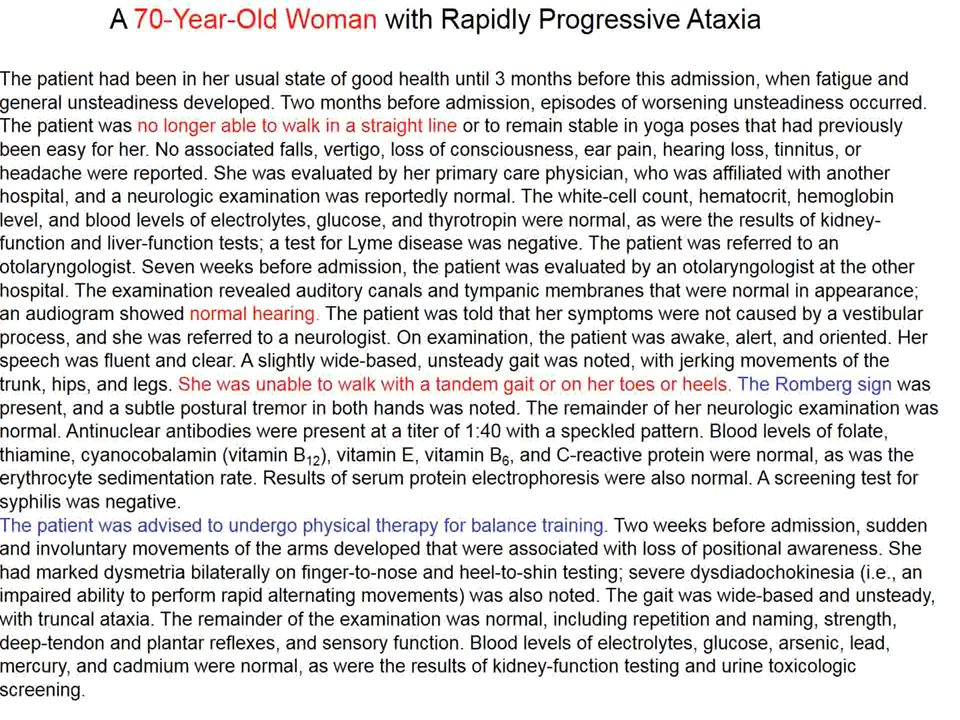 A 70-Year-Old Woman with Rapidly Progressive Ataxia
The patient had been in her usual state of good health until 3 months before this admission, when fatigue and
general unsteadiness developed. Two months before admission, episodes of worsening unsteadiness occurred.
The patient was no longer able to walk in a straight line or to remain stable in yoga poses that had previously
been easy for her. No associated falls, vertigo, loss of consciousness, ear pain, hearing loss, tinnitus, or
headache were reported. She was evaluated by her primary care physician, who was affiliated with another
hospital, and a neurologic examination was reportedly normal. The white-cell count, hematocrit, hemoglobin
level, and blood levels of electrolytes, glucose, and thyrotropin were normal, as were the results of kidney-
function and liver-function tests; a test for Lyme disease was negative. The patient was referred to an
otolaryngologist. Seven weeks before admission, the patient was evaluated by an otolaryngologist at the other
hospital. The examination revealed auditory canals and tympanic membranes that were normal in appearance;
an audiogram showed normal hearing. The patient was told that her symptoms were not caused by a vestibular
process, and she was referred to a neurologist. On examination, the patient was awake, alert, and oriented. Her
speech was fluent and clear. A slightly wide-based, unsteady gait was noted, with jerking movements of the
trunk, hips, and legs. She was unable to walk with a tandem gait or on her toes or heels. The Romberg sign was
present, and a subtle postural tremor in both hands was noted. The remainder of her neurologic examination was
normal. Antinuclear antibodies were present at a titer of 1:40 with a speckled pattern. Blood levels of folate,
thiamine, cyanocobalamin (vitamin B12), vitamin E, vitamin B6, and C-reactive protein were normal, as was the
erythrocyte sedimentation rate. Results of serum protein electrophoresis were also normal. A screening test for
syphilis was negative.
The patient was advised to undergo physical therapy for balance training. Two weeks before admission, sudden
and involuntary movements of the arms developed that were associated with loss of positional awareness. She
had marked dysmetria bilaterally on finger-to-nose and heel-to-shin testing; severe dysdiadochokinesia (i.e., an
impaired ability to perform rapid alternating movements) was also noted. The gait was wide-based and unsteady,
with truncal ataxia. The remainder of the examination was normal, including repetition and naming, strength,
deep-tendon and plantar reflexes, and sensory function. Blood levels of electrolytes, glucose, arsenic, lead,
mercury, and cadmium were normal, as were the results of kidney-function testing and urine toxicologic
screening.